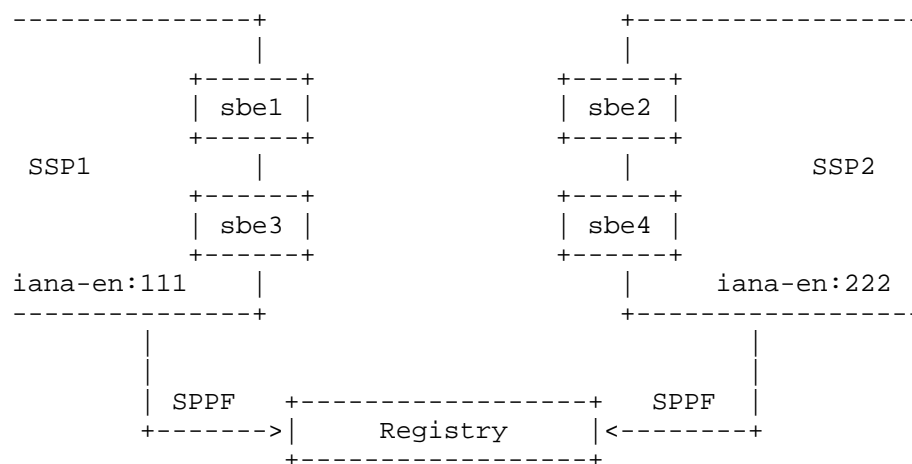 sbe1 sbe2
SSP1 SSP2
sbe3 sbe4
iana-en:111 iana-en:222
SPPF SPPF
Registry